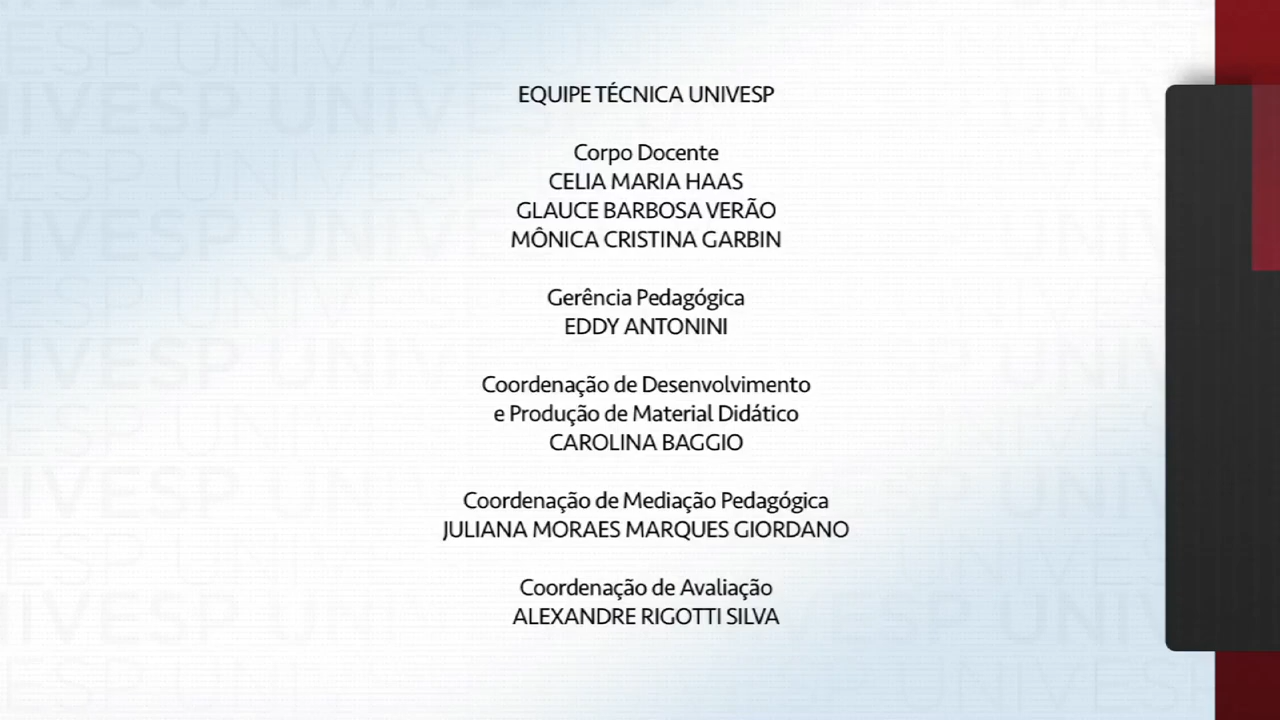 EQUIPE TÉCNICA UNIVESP
Corpo Docente
CELIA MARIA HAAS
GLAUCE BARBOSA VERÃO
MÔNICA CRISTINA GARBIN
Gerência Pedagógica
EDDY ANTONINI
Coordenação de Desenvolvimento
e Produção de Material Didático
CAROLINA BAGGIO
Coordenação de Mediação Pedagógica
JULIANA MORAES MARQUES GIORDANO
Coordenação de Avaliação
ALEXANDRE RIGOTTI SILVA